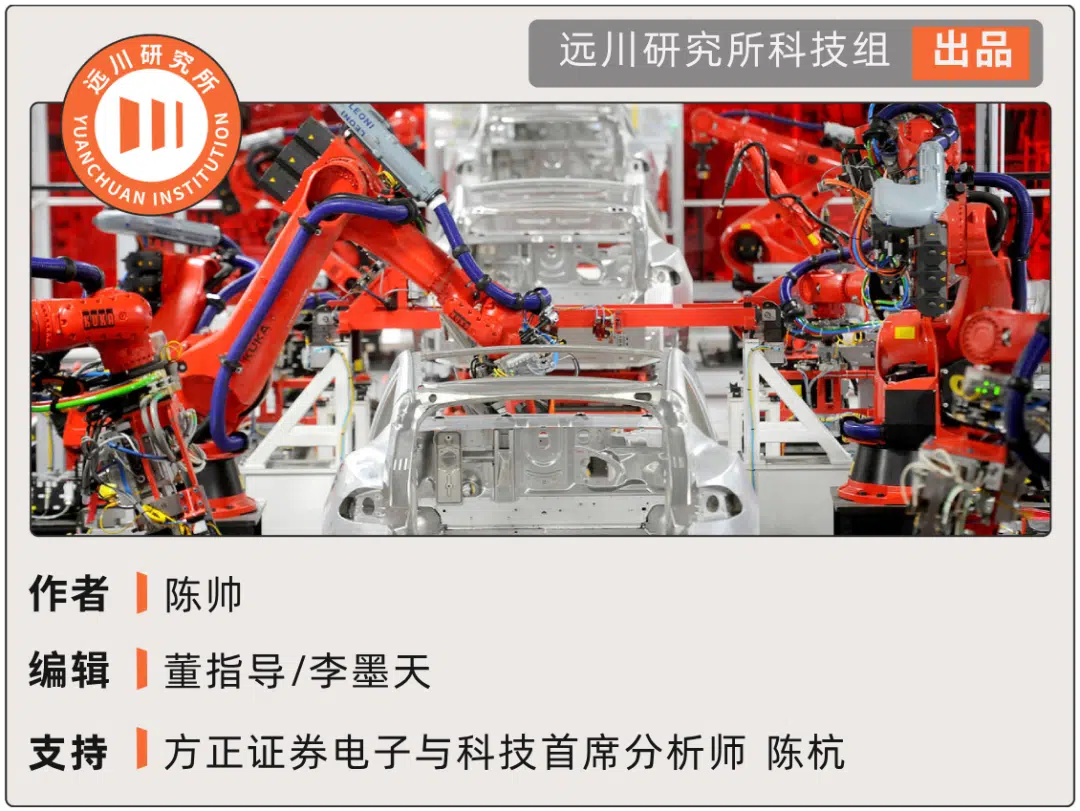 远川研究所科技组 出品
远川研究所
YUANCHUAN INSTITUTION
LEONI
LEONI
KUKA
KUKA
作者 陈帅
编辑 董指导/李墨天
支持 方正证券电子与科技首席分析师 陈杭